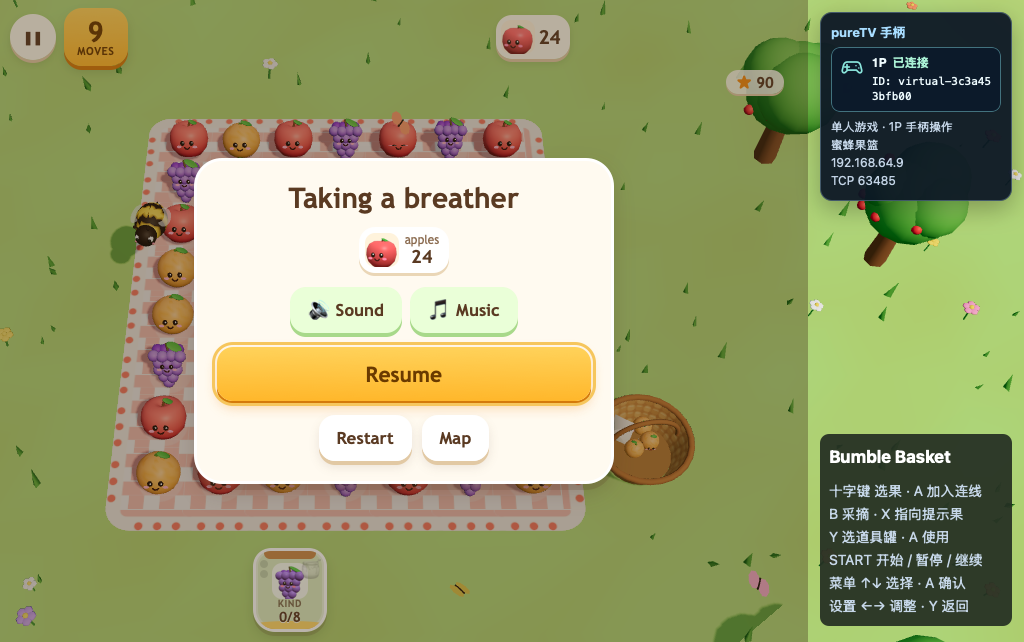 9
MOVES
24
90
Taking a breather
apples
24
Sound
Music
Resume
Restart
Map
KIND
0/8
pureTV 手柄
1P 已连接
ID: virtual-3c3a45
3bfb00
单人游戏 · 1P 手柄操作
蜜蜂果篮
192.168.64.9
TCP 63485
Bumble Basket
十字键 选果 · A 加入连线
B 采摘 · X 指向提示果
Y 选道具罐 · A 使用
START 开始 / 暂停 / 继续
菜单 ↑↓ 选择 · A 确认
设置 ←→ 调整 · Y 返回